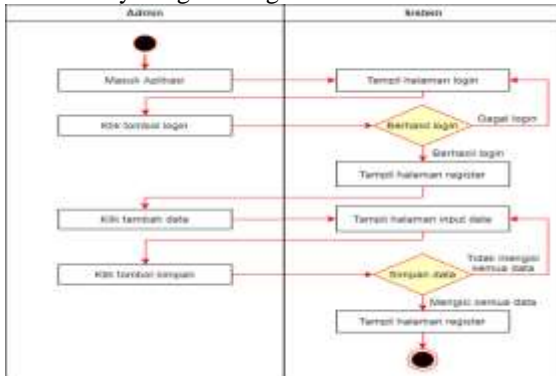 Admin
Sistem
Masuk Aplikasi
Tampil halaman login
Klik tombol login
Berhasil login
Gagal login
Berhasil login
Tampil halaman register
Klik tambah data
Tampil halaman input data
Klik tombol simpan
Simpan data
Tidak mengisi
semua data
Mengisi semua data
Tampil halaman register